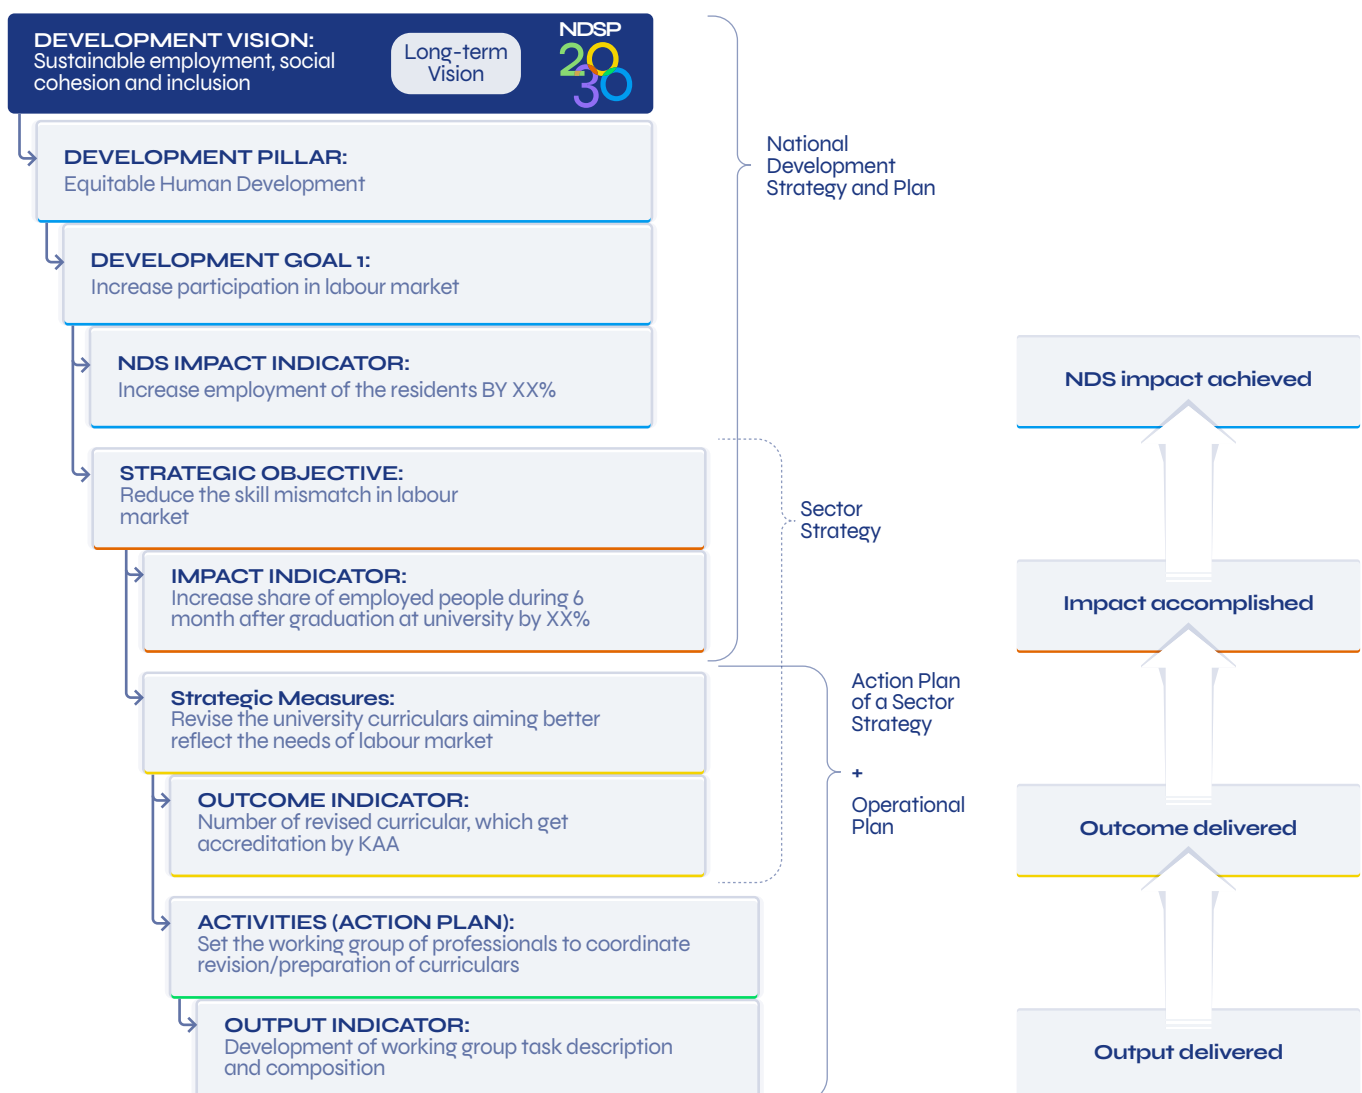 DEVELOPMENT VISION:
Sustainable employment, social
cohesion and inclusion
Long-term
Vision
NDSP
20
30
DEVELOPMENT PILLAR:
Equitable Human Development
DEVELOPMENT GOAL 1:
Increase participation in labour market
NDS IMPACT INDICATOR:
Increase employment of the residents BY XX%
STRATEGIC OBJECTIVE:
Reduce the skill mismatch in labour
market
IMPACT INDICATOR:
Increase share of employed people during 6
month after graduation at university by XX%
Strategic Measures:
Revise the university curriculars aiming better
reflect the needs of labour market
OUTCOME INDICATOR:
Number of revised curricular, which get
accreditation by KAA
ACTIVITIES (ACTION PLAN):
Set the working group of professionals to coordinate
revision/preparation of curriculars
OUTPUT INDICATOR:
Development of working group task description
and composition
National
Development
Strategy and Plan
Sector
Strategy
Action Plan
of a Sector
Strategy
+
Operational
Plan
NDS impact achieved
Impact accomplished
Outcome delivered
Output delivered